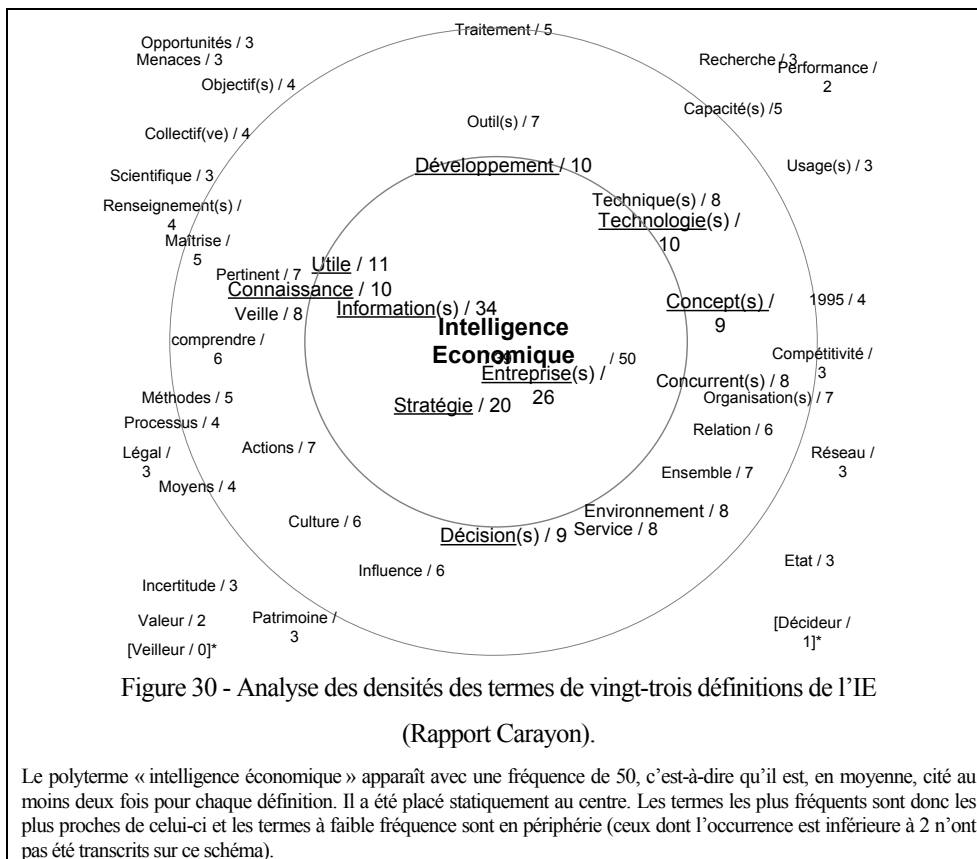 Traitement / 5
Opportunités / 3
Menaces / 3
Recherche / 3
Performance /
2
Objectif(s) / 4
Capacité(s) /5
Outil(s) / 7
Collectif(ve) / 4
Développement / 10
Usage(s) / 3
Scientifique / 3
Technique(s) / 8
Technologie(s) /
10
Renseignement(s) /
4
Maîtrise /
5
Utile / 11
Pertinent / 7
Connaissance / 10
Information(s) / 34
Veille / 8
Concept(s) /
9
1995 / 4
Intelligence
Economique
39
/ 50
comprendre /
6
Compétitivité /
3
Entreprise(s) /
26
Concurrent(s) / 8
Organisation(s) / 7
Méthodes / 5
Stratégie / 20
Processus / 4
Relation / 6
Actions / 7
Légal /
3
Réseau /
3
Ensemble / 7
Moyens / 4
Environnement / 8
Culture / 6
Service / 8
Décision(s) / 9
Influence / 6
Etat / 3
Incertitude / 3
Valeur / 2
Patrimoine /
3
[Décideur /
1]*
[Veilleur / 0]*
Figure 30 - Analyse des densités des termes de vingt-trois définitions de l’IE
(Rapport Carayon).
Le polyterme « intelligence économique » apparaît avec une fréquence de 50, c’est-à-dire qu’il est, en moyenne, cité au
moins deux fois pour chaque définition. Il a été placé statiquement au centre. Les termes les plus fréquents sont donc les
plus proches de celui-ci et les termes à faible fréquence sont en périphérie (ceux dont l’occurrence est inférieure à 2 n’ont
pas été transcrits sur ce schéma).